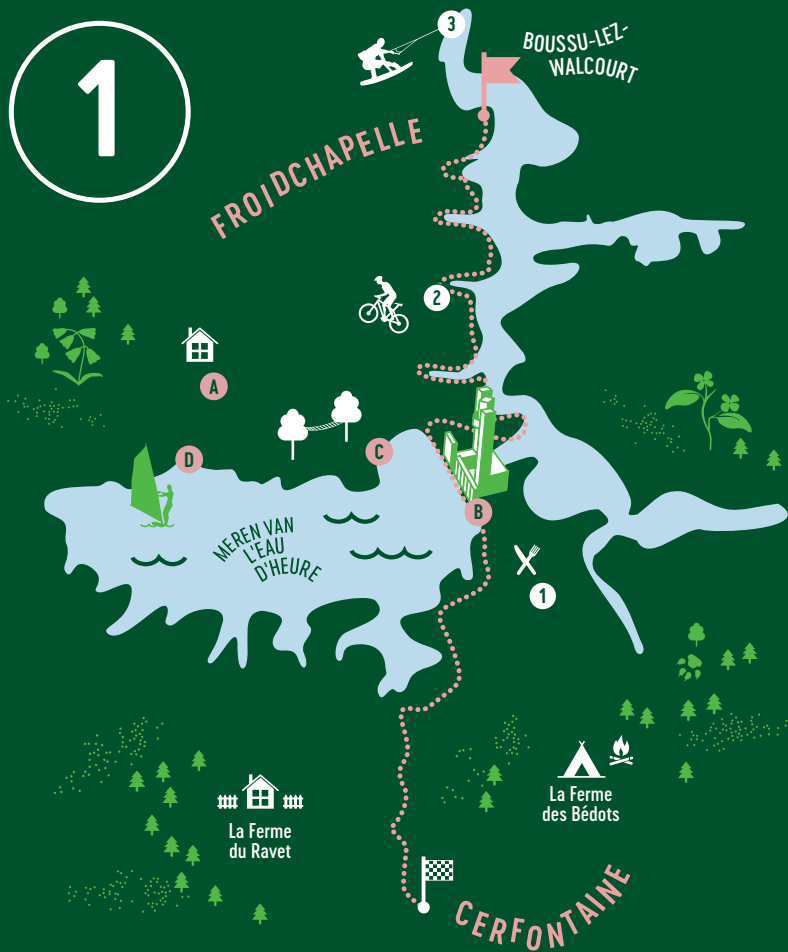 1
3
BOUSSU-LEZ-
WALCOURT
FROIDCHAPELLE
2
A
C
D
B
MEREN VAN
L'EAU
D'HEURE
1
La Ferme
des Bédots
La Ferme
du Ravet
CERFONTAINE